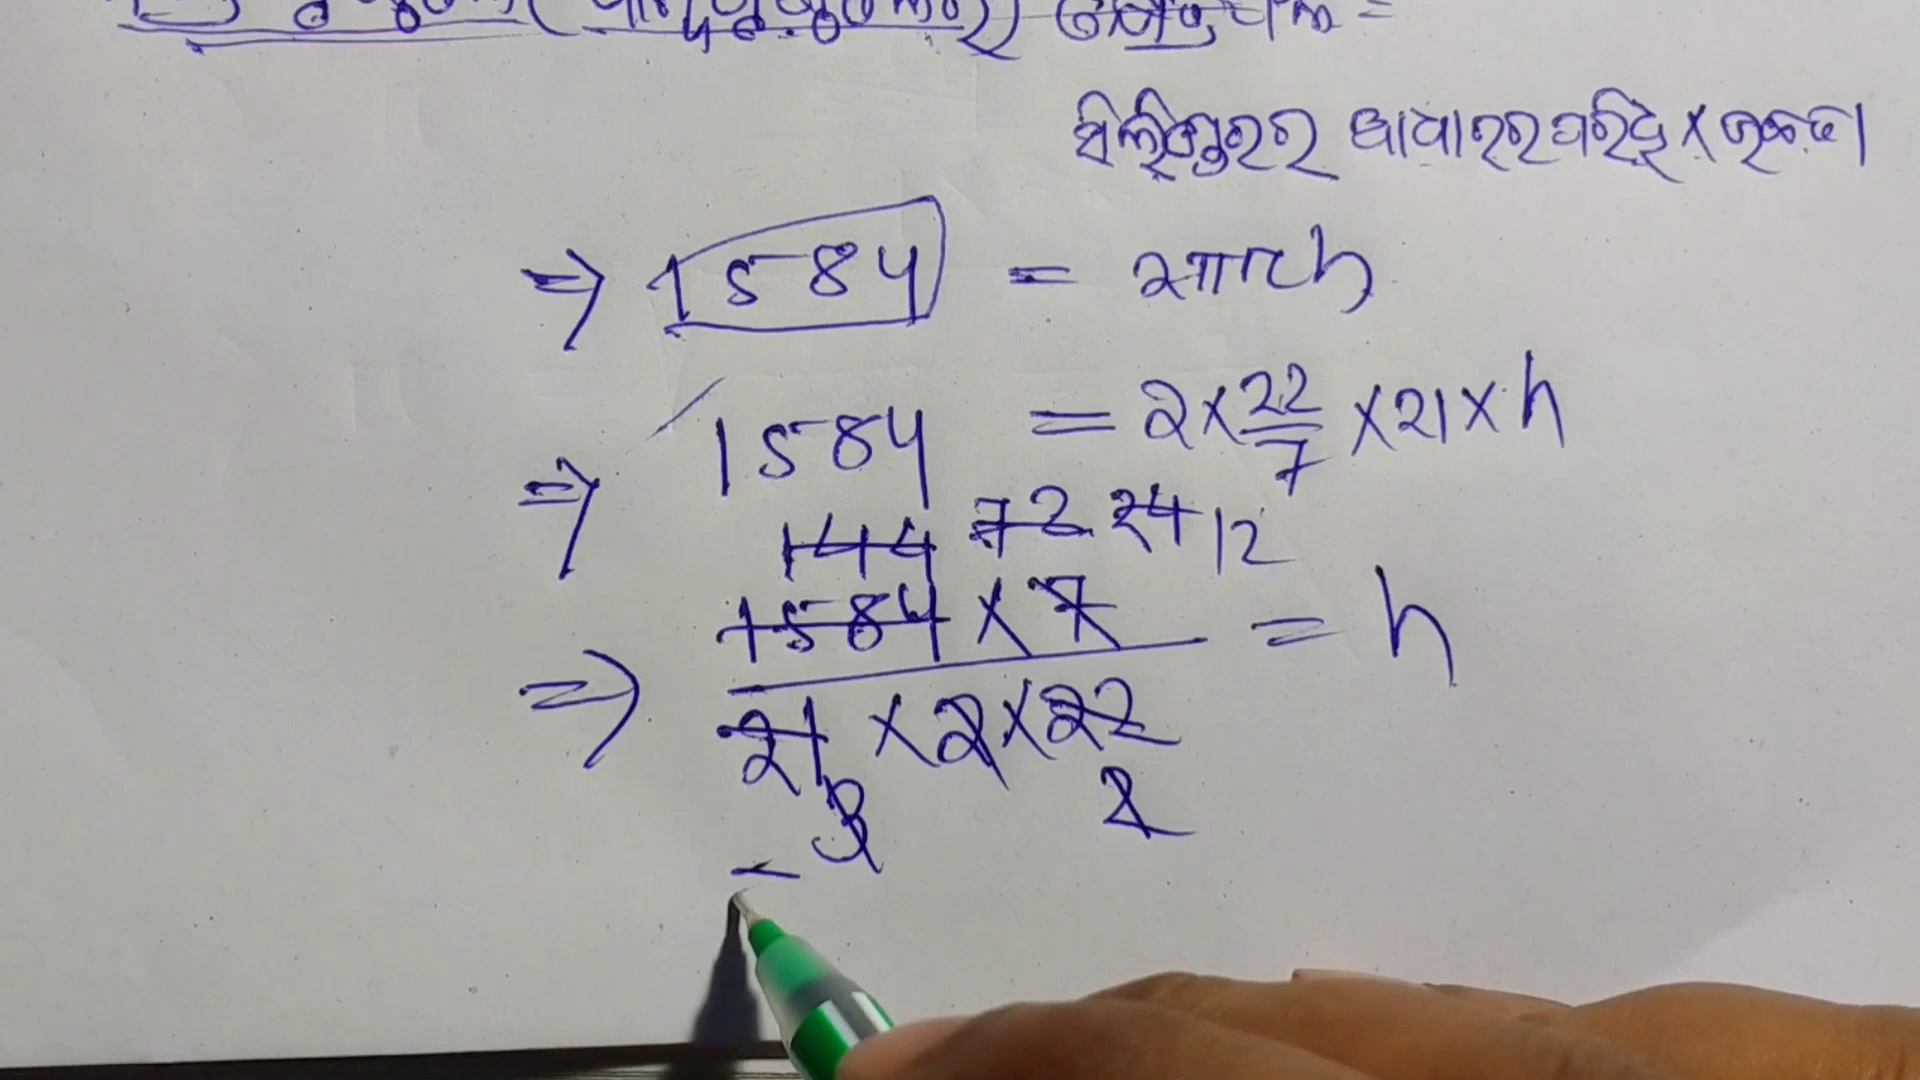 ସିଲିଣ୍ଡରର ଆଧାରର ପରିଧି × ଉଚ୍ଚତା
⇒ 1584 = 2πrh
⇒ 1584 = 2 × 22/7 × 21 × h
144 72 24 12
⇒ 1584 × 7 / 21 × 2 × 22 = h
3 2
=